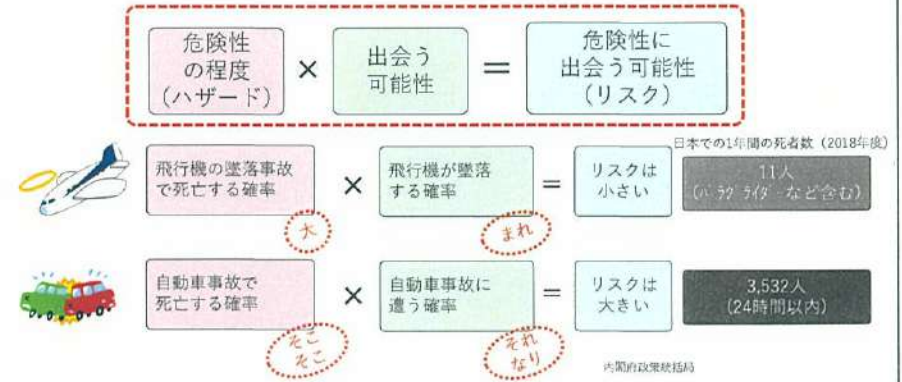 危険性
の程度
(ハザード)
×
出会う
可能性
＝
危険性に
出会う可能性
(リスク)
日本での1年間の死者数（2018年度）
飛行機の墜落事故
で死亡する確率
大
×
飛行機が墜落
する確率
まれ
＝
リスクは
小さい
11人
(パラグライダーなど含む)
自動車事故で
死亡する確率
そこ
そこ
×
自動車事故に
遭う確率
それ
なり
＝
リスクは
大きい
3,532人
(24時間以内)
内閣府政策統括局